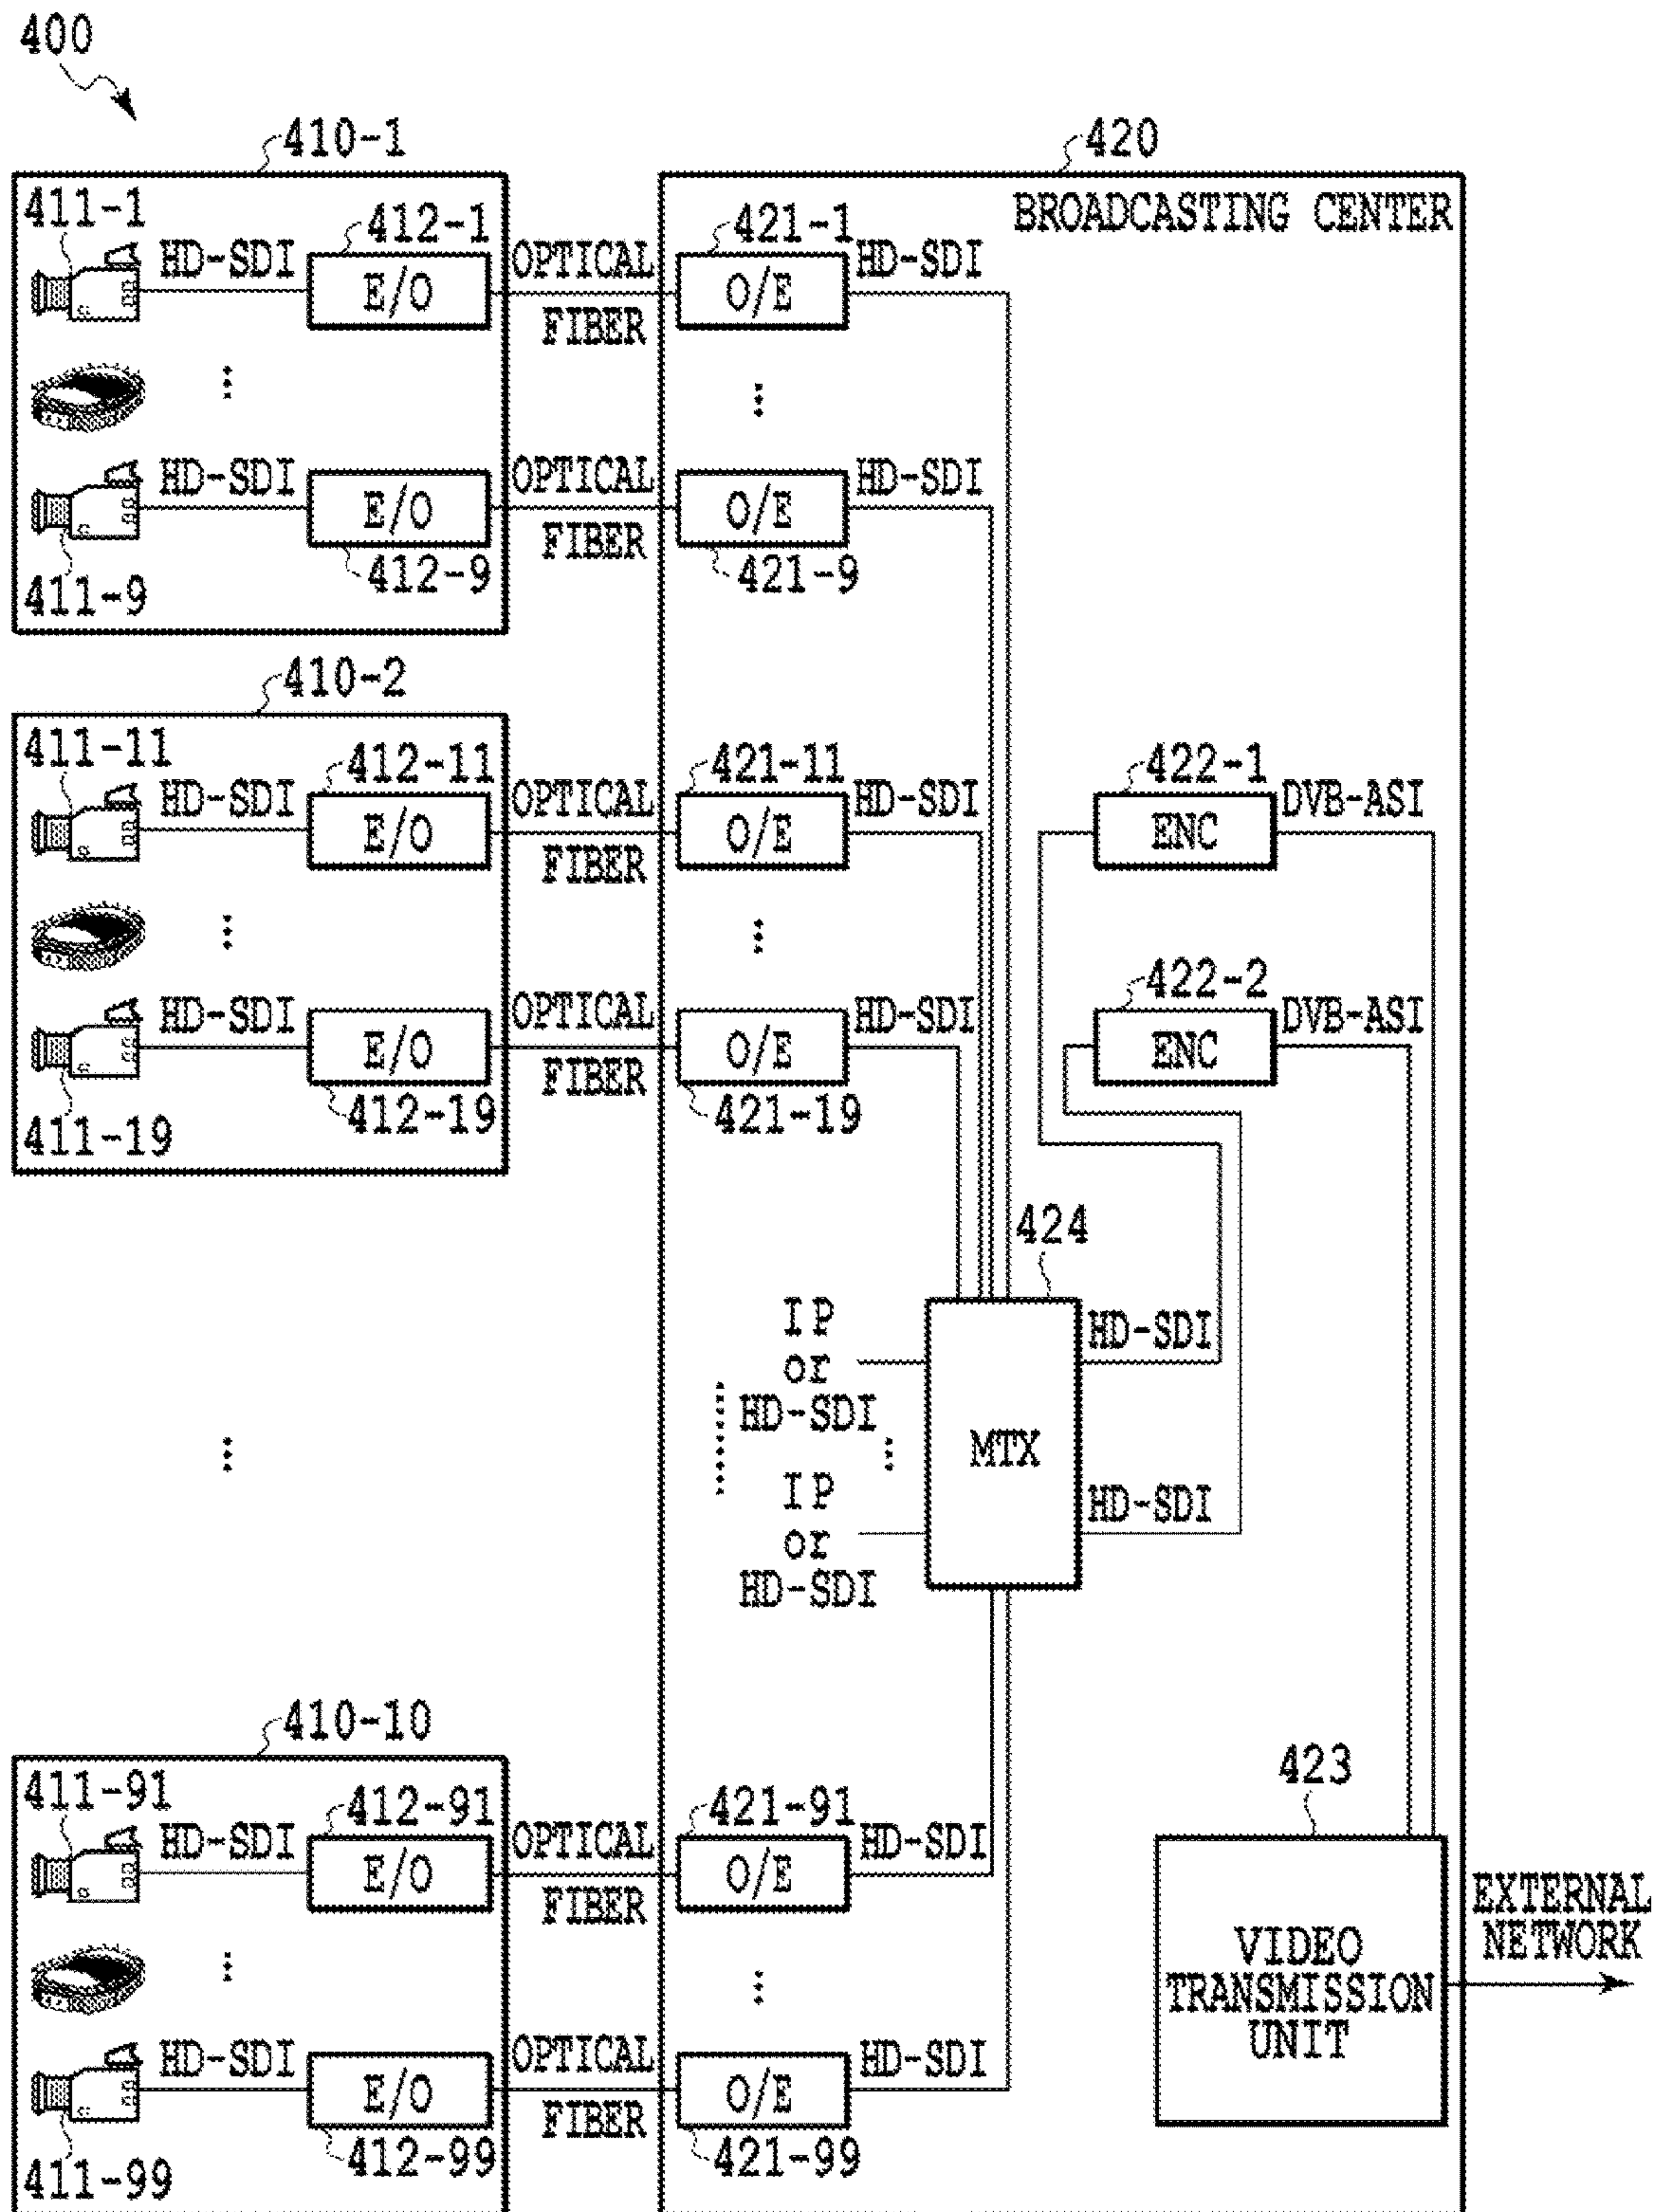 400
410-1
420
BROADCASTING CENTER
411-1
HD-SDI
412-1
E/O
OPTICAL
FIBER
421-1
O/E
HD-SDI
411-9
HD-SDI
E/O
412-9
OPTICAL
FIBER
O/E
421-9
HD-SDI
410-2
411-11
HD-SDI
412-11
E/O
OPTICAL
FIBER
421-11
O/E
HD-SDI
422-1
ENC
DVB-ASI
411-19
HD-SDI
E/O
412-19
OPTICAL
FIBER
O/E
421-19
HD-SDI
422-2
ENC
DVB-ASI
424
IP
or
HD-SDI
MTX
HD-SDI
IP
or
HD-SDI
HD-SDI
410-10
411-91
HD-SDI
412-91
E/O
OPTICAL
FIBER
421-91
O/E
HD-SDI
423
VIDEO
TRANSMISSION
UNIT
EXTERNAL
NETWORK
411-99
HD-SDI
E/O
412-99
OPTICAL
FIBER
O/E
421-99
HD-SDI